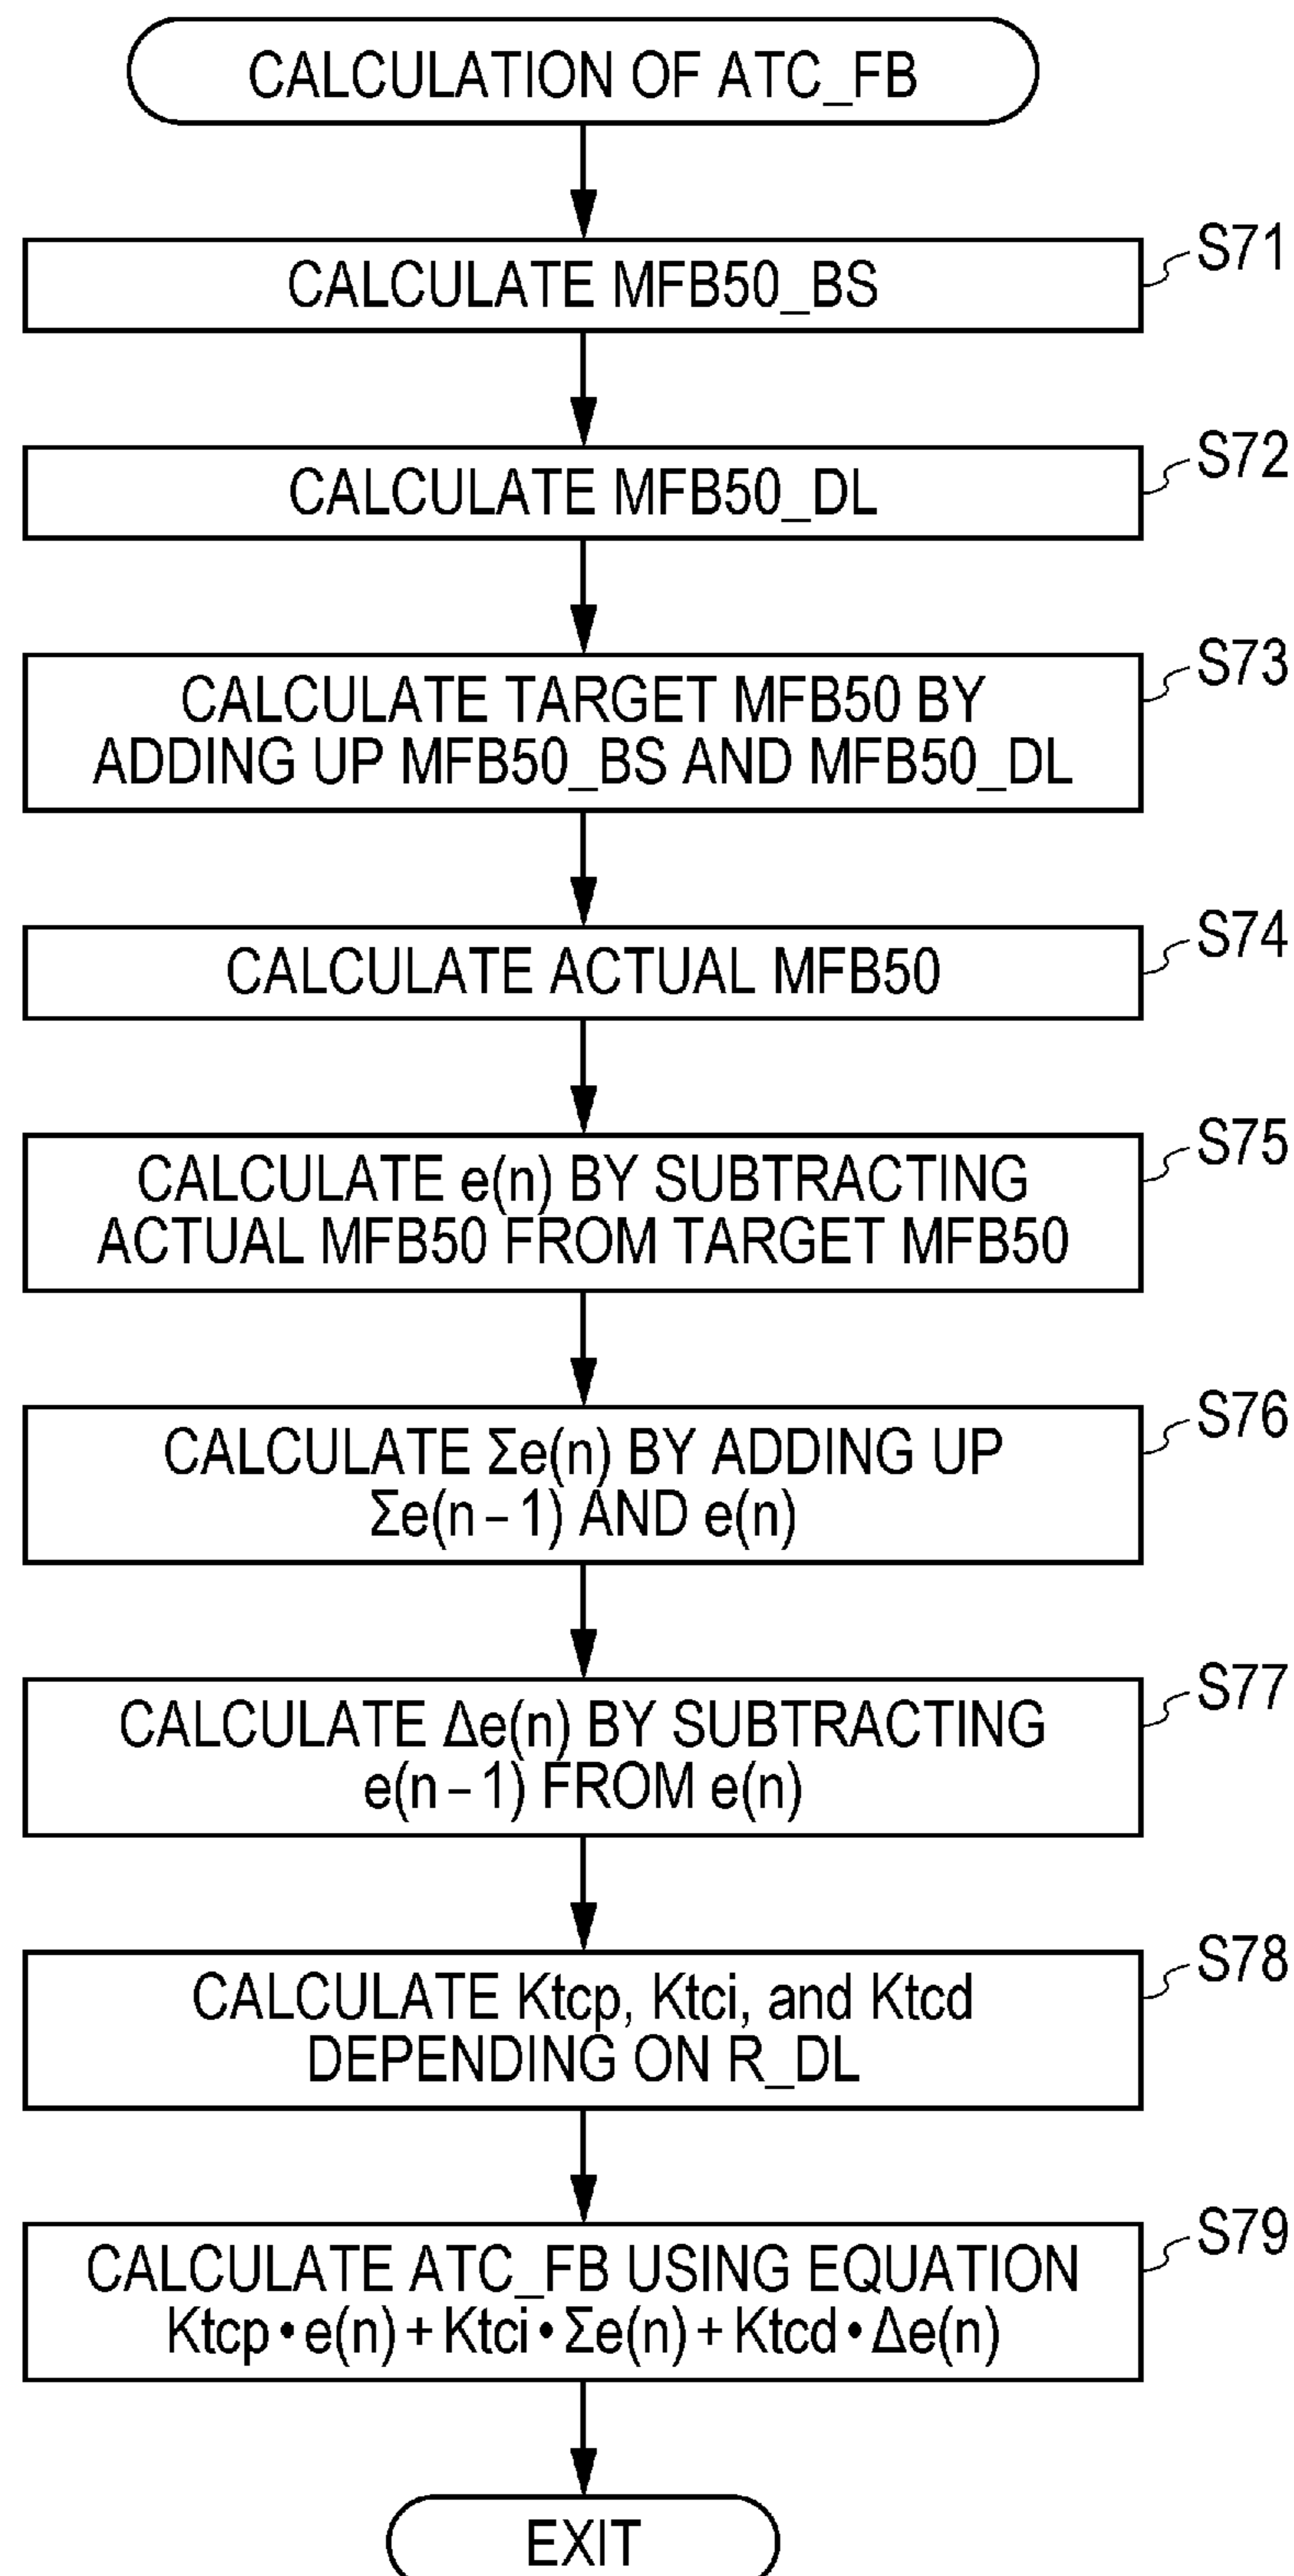 CALCULATION OF ATC_FB
S71
CALCULATE MFB50_BS
S72
CALCULATE MFB50_DL
S73
CALCULATE TARGET MFB50 BY
ADDING UP MFB50_BS AND MFB50_DL
S74
CALCULATE ACTUAL MFB50
S75
CALCULATE e(n) BY SUBTRACTING
ACTUAL MFB50 FROM TARGET MFB50
S76
CALCULATE Σe(n) BY ADDING UP
Σe(n–1) AND e(n)
S77
CALCULATE Δe(n) BY SUBTRACTING
e(n–1) FROM e(n)
S78
CALCULATE Ktcp, Ktci, and Ktcd
DEPENDING ON R_DL
S79
CALCULATE ATC_FB USING EQUATION
Ktcp•e(n)+Ktci•Σe(n)+Ktcd•Δe(n)
EXIT